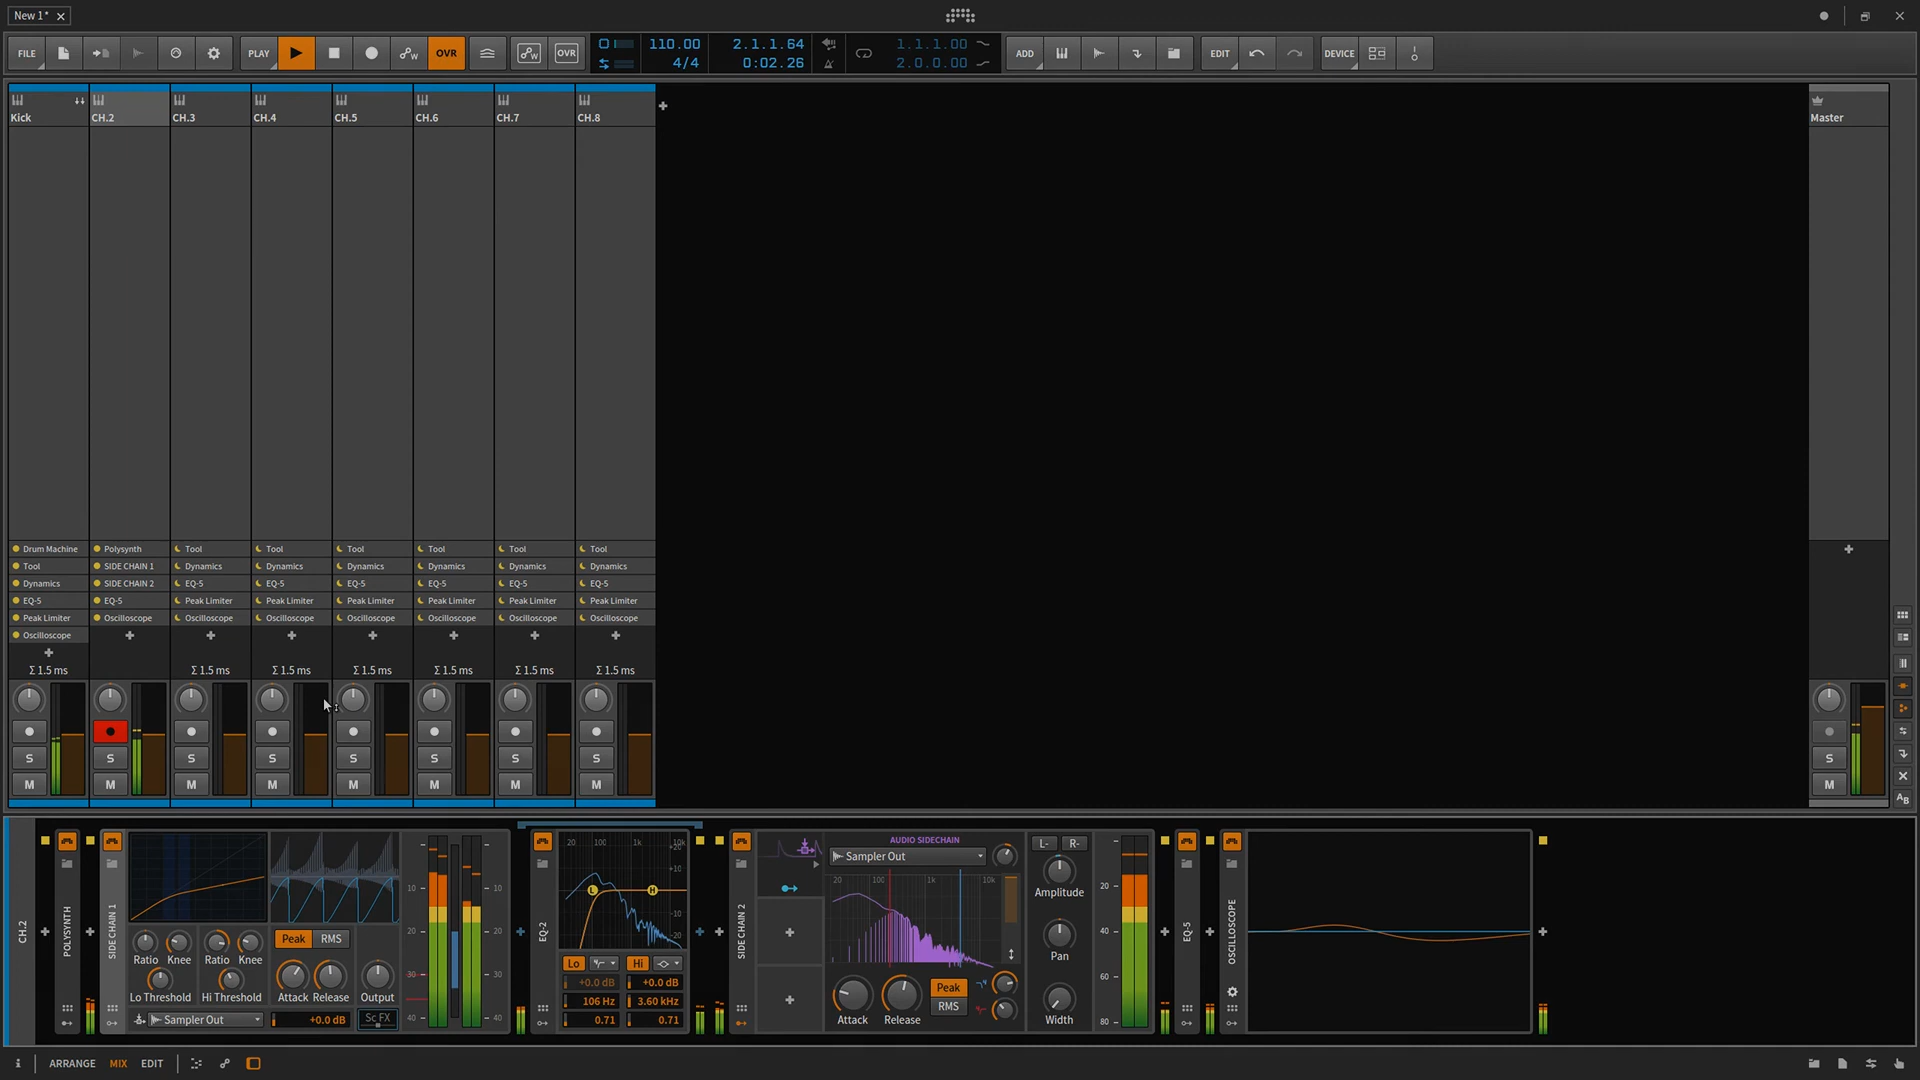 New 1*
FILE
PLAY
OVR
OVR
110.00
4/4
2.1.1.64
0:02.26
1.1.1.00
2.0.0.00
ADD
EDIT
DEVICE
Kick
CH.2
CH.3
CH.4
CH.5
CH.6
CH.7
CH.8
Master
Drum Machine
Tool
Dynamics
EQ-5
Peak Limiter
Oscilloscope
Σ 1.5 ms
S
M
Polysynth
SIDE CHAIN 1
SIDE CHAIN 2
EQ-5
Oscilloscope
S
M
Tool
Dynamics
EQ-5
Peak Limiter
Oscilloscope
Σ 1.5 ms
S
M
Tool
Dynamics
EQ-5
Peak Limiter
Oscilloscope
Σ 1.5 ms
S
M
Tool
Dynamics
EQ-5
Peak Limiter
Oscilloscope
Σ 1.5 ms
S
M
Tool
Dynamics
EQ-5
Peak Limiter
Oscilloscope
Σ 1.5 ms
S
M
Tool
Dynamics
EQ-5
Peak Limiter
Oscilloscope
Σ 1.5 ms
S
M
Tool
Dynamics
EQ-5
Peak Limiter
Oscilloscope
Σ 1.5 ms
S
M
S
M
AB
CH.2
POLYSYNTH
SIDE CHAIN 1
Ratio Knee
Lo Threshold
Ratio Knee
Hi Threshold
Peak RMS
Attack Release
Output
Sampler Out
+0.0 dB
Sc FX
10
20
30
40
10
20
30
40
EQ-2
20 100 1k 10k
+20
+10
-10
-20
L
H
Lo
Hi
+0.0 dB +0.0 dB
106 Hz 3.60 kHz
0.71 0.71
SIDE CHAIN 2
AUDIO SIDECHAIN
Sampler Out
20 100 1k 10k
Attack Release
Peak
RMS
L- R-
Amplitude
Pan
Width
20
40
60
80
EQ-5
OSCILLOSCOPE
i
ARRANGE
MIX
EDIT